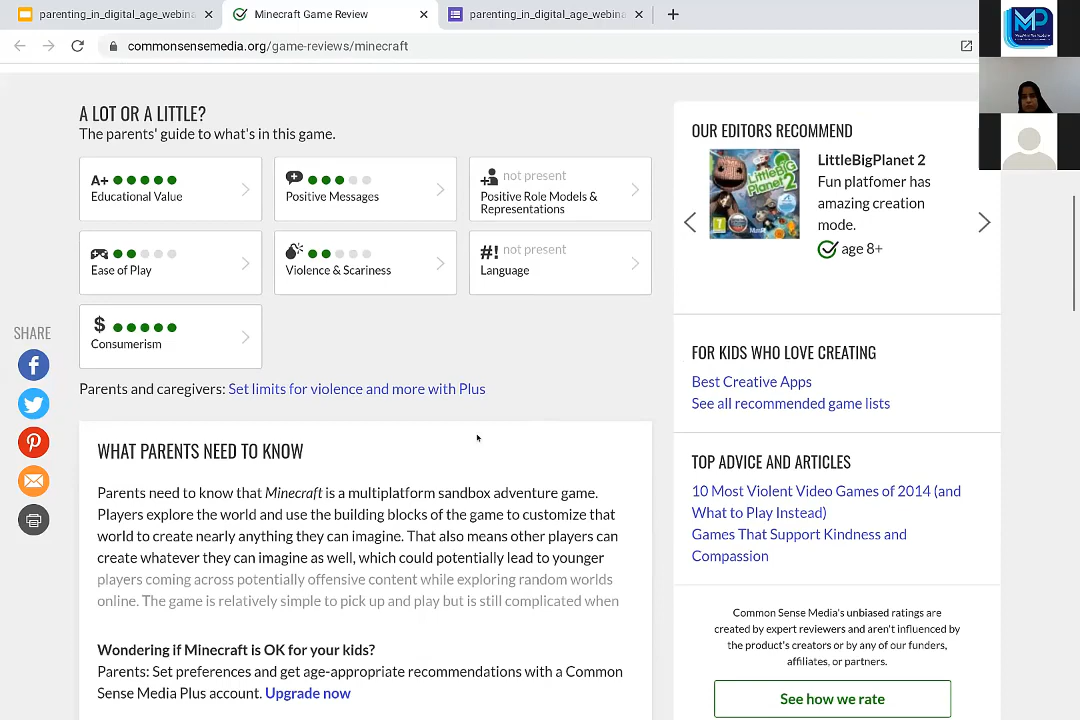 parenting_in_digital_age_webina
Minecraft Game Review
parenting_in_digital_age_webina
commonsensemedia.org/game-reviews/minecraft
MP
A LOT OR A LITTLE?
The parents' guide to what's in this game.
A+
Educational Value
Positive Messages
not present
Positive Role Models &
Representations
Ease of Play
Violence & Scariness
#! not present
Language
$
Consumerism
SHARE
Parents and caregivers: Set limits for violence and more with Plus
WHAT PARENTS NEED TO KNOW
Parents need to know that Minecraft is a multiplatform sandbox adventure game.
Players explore the world and use the building blocks of the game to customize that
world to create nearly anything they can imagine. That also means other players can
create whatever they can imagine as well, which could potentially lead to younger
players coming across potentially offensive content while exploring random worlds
online. The game is relatively simple to pick up and play but is still complicated when
Wondering if Minecraft is OK for your kids?
Parents: Set preferences and get age-appropriate recommendations with a Common
Sense Media Plus account. Upgrade now
OUR EDITORS RECOMMEND
LittleBigPlanet 2
Fun platfomer has
amazing creation
mode.
age 8+
LittleBig
Planet 2
7
FOR KIDS WHO LOVE CREATING
Best Creative Apps
See all recommended game lists
TOP ADVICE AND ARTICLES
10 Most Violent Video Games of 2014 (and
What to Play Instead)
Games That Support Kindness and
Compassion
Common Sense Media's unbiased ratings are
created by expert reviewers and aren't influenced by
the product's creators or by any of our funders,
affiliates, or partners.
See how we rate